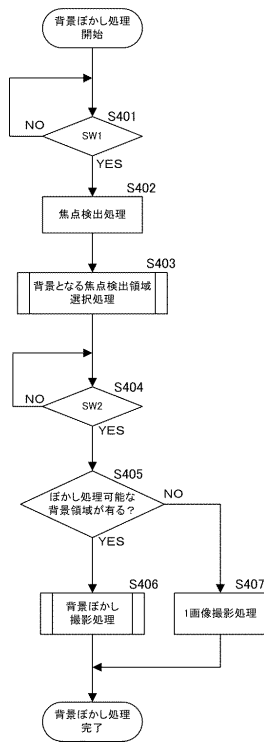 背景ぼかし処理
開始
S401
NO
SW1
YES
S402
焦点検出処理
S403
背景となる焦点検出領域
選択処理
S404
NO
SW2
YES
S405
ぼかし処理可能な
背景領域が有る？
NO
YES
S406
背景ぼかし
撮影処理
S407
1画像撮影処理
背景ぼかし処理
完了